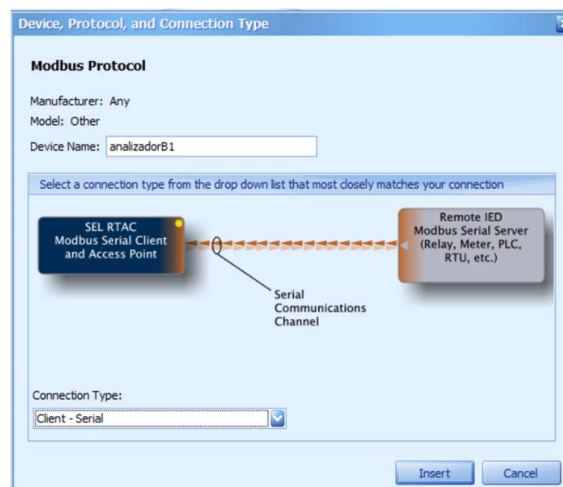 Device, Protocol, and Connection Type
Modbus Protocol
Manufacturer: Any
Model: Other
Device Name: analizadorB1
Select a connection type from the drop down list that most closely matches your connection
SEL RTAC
Modbus Serial Client
and Access Point
Remote IED
Modbus Serial Server
(Relay, Meter, PLC,
RTU, etc.)
Serial
Communications
Channel
Connection Type:
Client - Serial
Insert Cancel